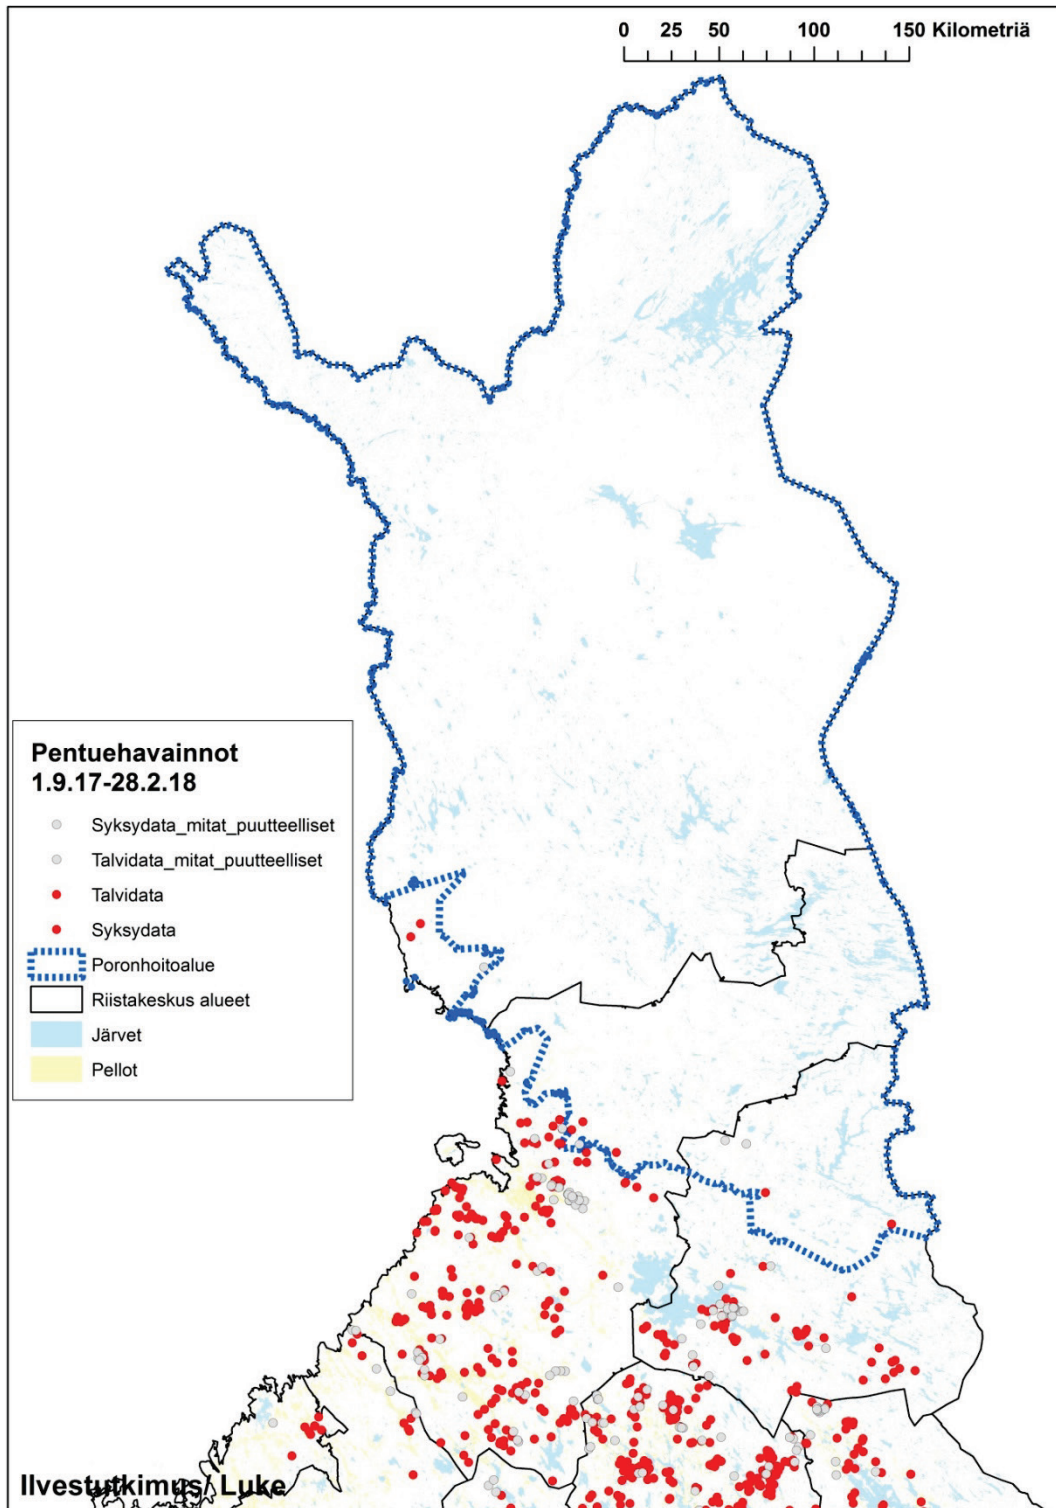 0 25 50 100 150 Kilometriä
Pentuehavainnot
1.9.17-28.2.18
Syksydata_mitat_puutteelliset
Talvidata_mitat_puutteelliset
Talvidata
Syksydata
Poronhoitoalue
Riistakeskus alueet
Järvet
Pellot
Ilvestutkimus/ Luke